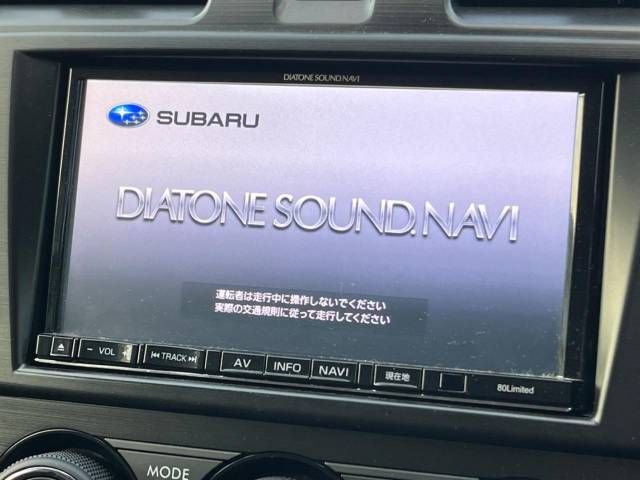 DIATONE SOUND.NAVI
SUBARU
DIATONE SOUND.NAVI
運転者は走行中に操作しないでください
実際の交通規則に従って走行してください
− VOL + |◀◀ TRACK ▶▶| AV INFO NAVI 現在地 80Limited
MODE